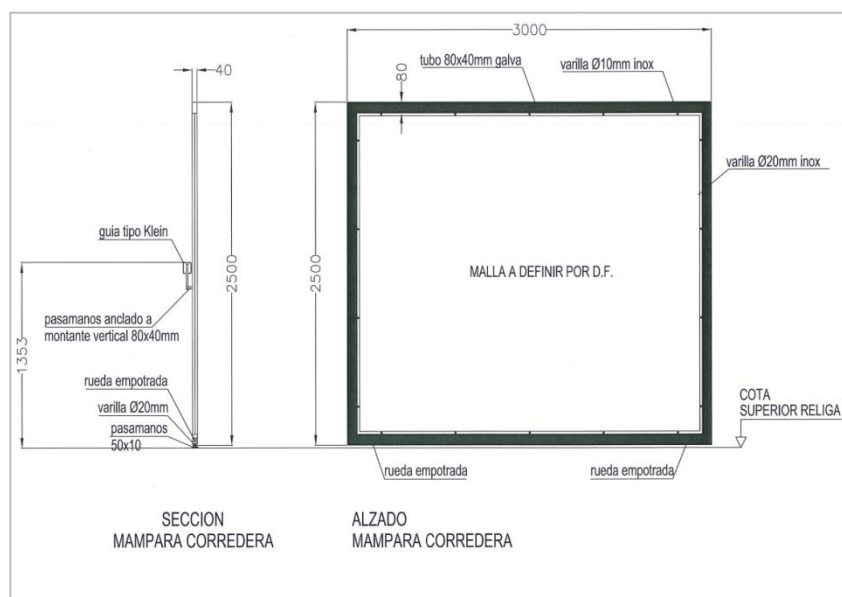 3000
40
80
tubo 80x40mm galva
varilla Ø10mm inox
varilla Ø20mm inox
guia tipo Klein
2500
2500
MALLA A DEFINIR POR D.F.
pasamanos anclado a
montante vertical 80x40mm
1353
rueda empotrada
varilla Ø20mm
pasamanos
50x10
COTA
SUPERIOR RELIGA
rueda empotrada
rueda empotrada
SECCION
MAMPARA CORREDERA
ALZADO
MAMPARA CORREDERA